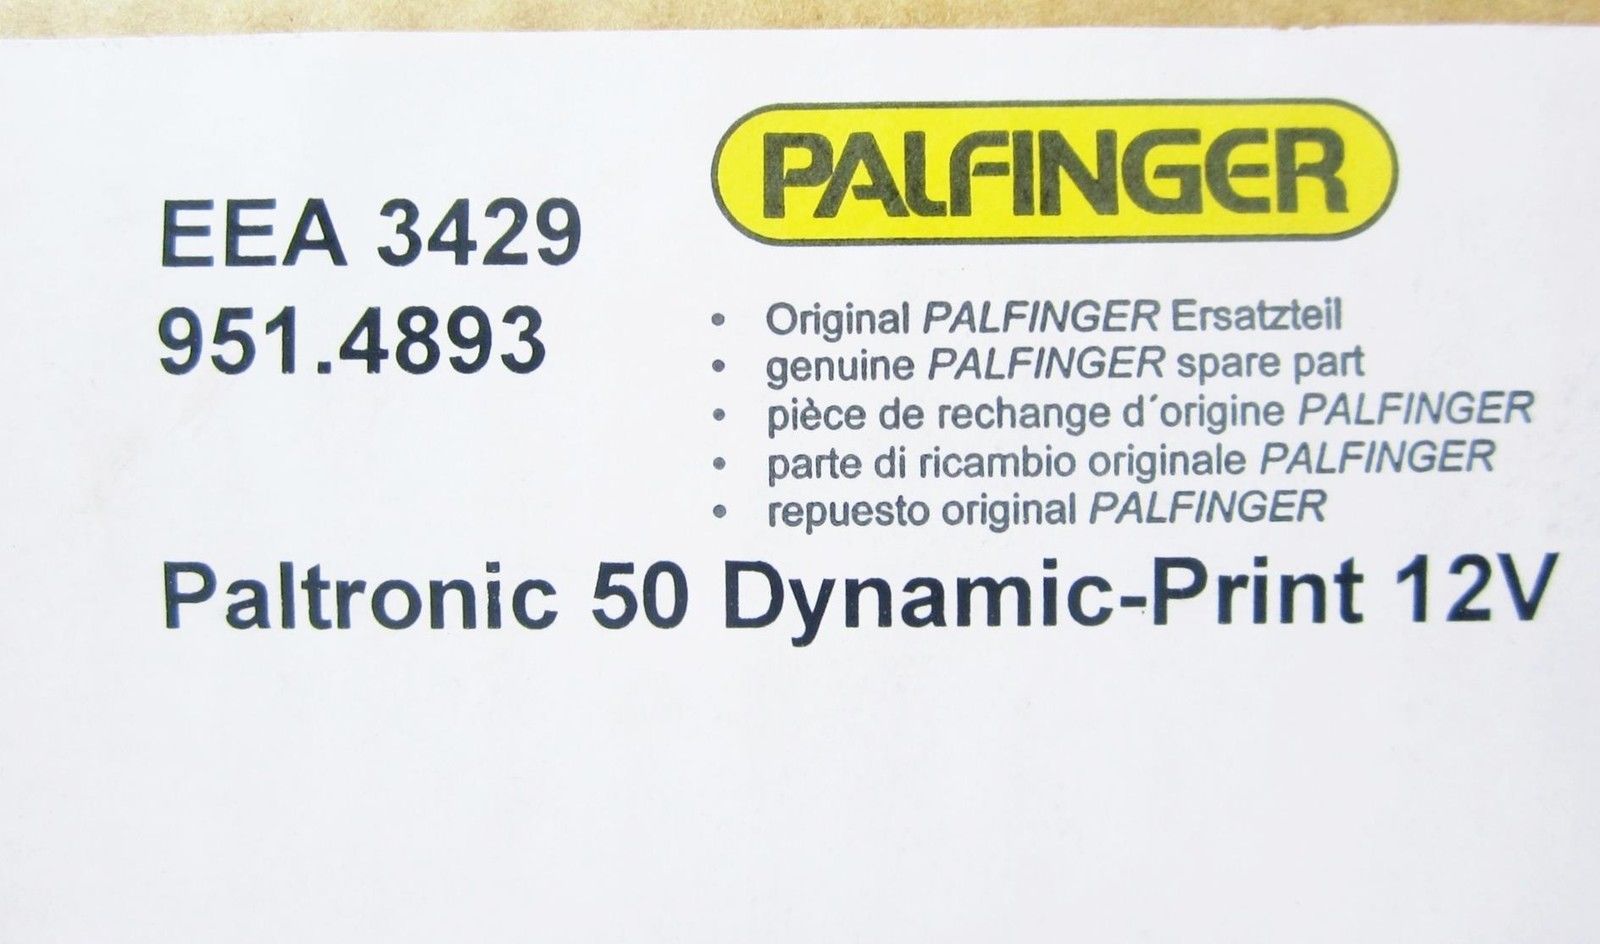 PALFINGER
EEA 3429
951.4893
• Original PALFINGER Ersatzteil
• genuine PALFINGER spare part
• pièce de rechange d´origine PALFINGER
• parte di ricambio originale PALFINGER
• repuesto original PALFINGER
Paltronic 50 Dynamic-Print 12V